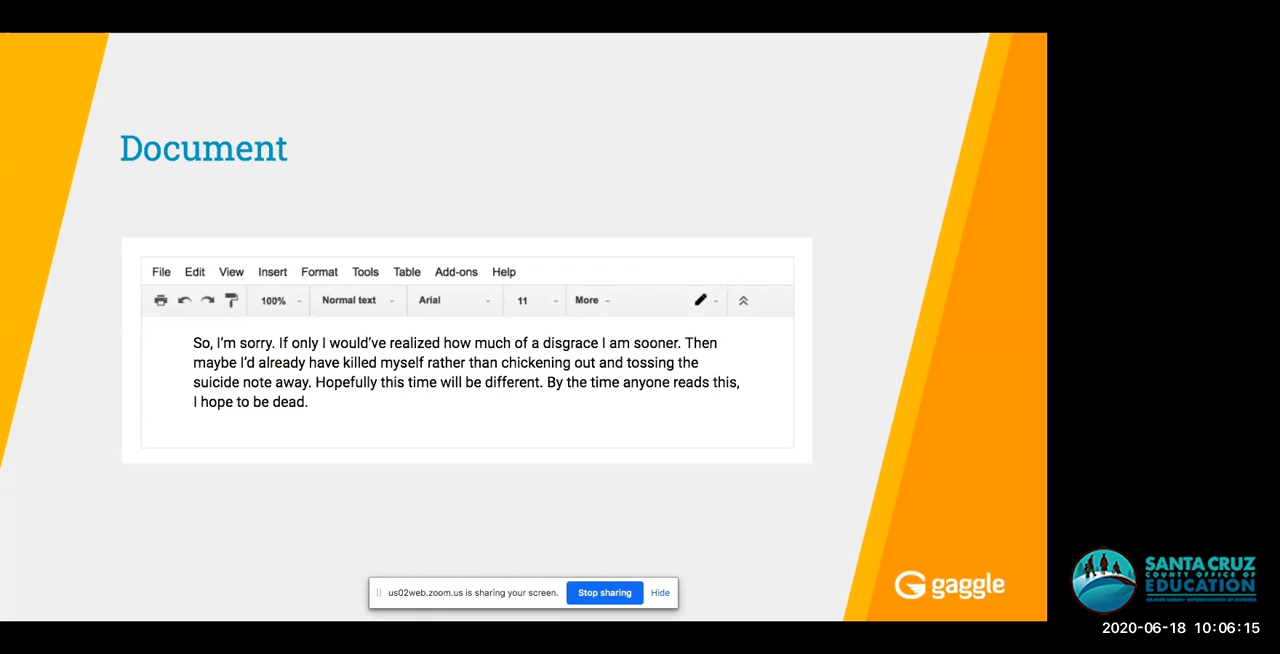 Document
File Edit View Insert Format Tools Table Add-ons Help
100% Normal text Arial 11 More
So, I'm sorry. If only I would've realized how much of a disgrace I am sooner. Then
maybe I'd already have killed myself rather than chickening out and tossing the
suicide note away. Hopefully this time will be different. By the time anyone reads this,
I hope to be dead.
us02web.zoom.us is sharing your screen. Stop sharing Hide
gaggle
SANTA CRUZ
COUNTY OFFICE OF
EDUCATION
2020-06-18 10:06:15